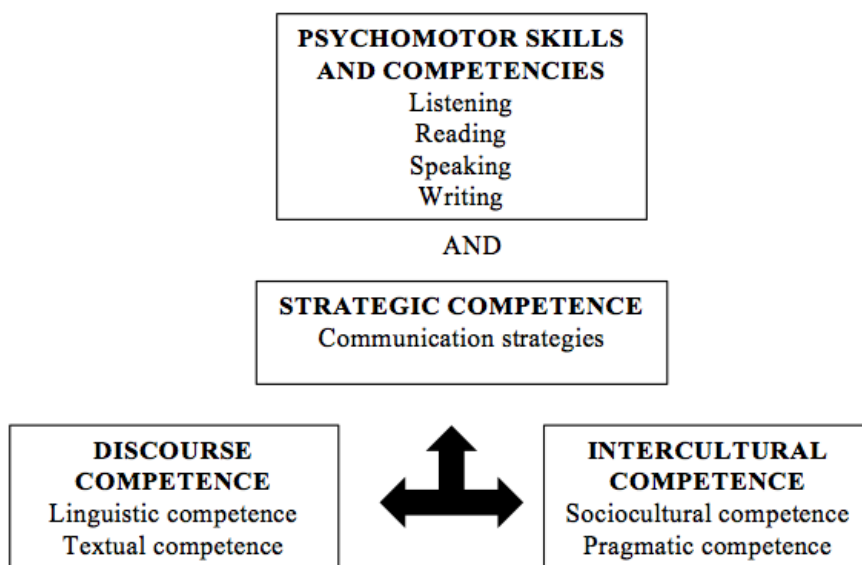 PSYCHOMOTOR SKILLS
AND COMPETENCIES
Listening
Reading
Speaking
Writing
AND
STRATEGIC COMPETENCE
Communication strategies
DISCOURSE
COMPETENCE
Linguistic competence
Textual competence
INTERCULTURAL
COMPETENCE
Sociocultural competence
Pragmatic competence